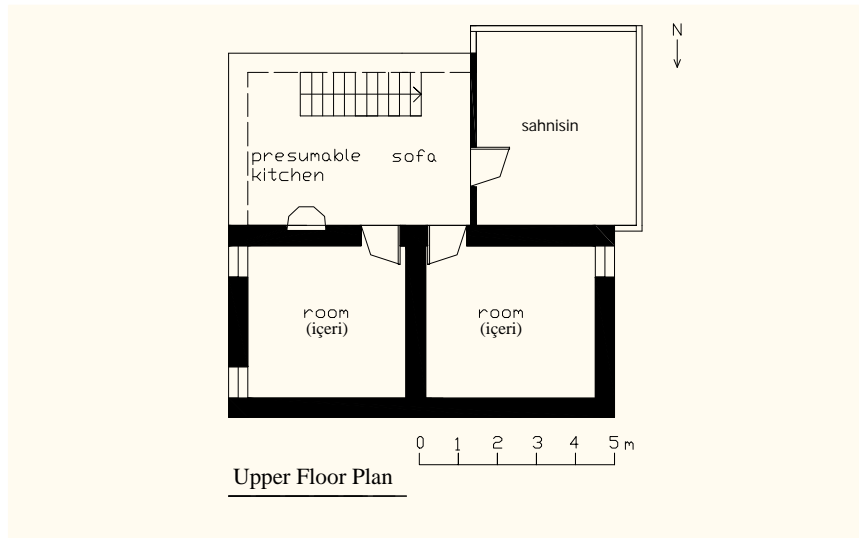 N
sahnisin
presumable sofa
kitchen
room room
(içeri) (içeri)
0 1 2 3 4 5 m
Upper Floor Plan